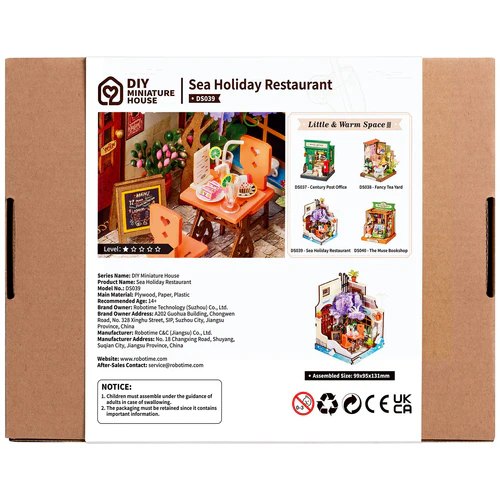 DIY
MINIATURE
HOUSE
Sea Holiday Restaurant
• DS039
Little & Warm Space II
DS037 - Century Post Office
DS038 - Fancy Tea Yard
DS039 - Sea Holiday Restaurant
DS040 - The Muse Bookshop
MENU
Level:
Series Name: DIY Miniature House
Product Name: Sea Holiday Restaurant
Model No.: DS039
Main Material: Plywood, Paper, Plastic
Recommended Age: 14+
Brand Owner: Robotime Technology (Suzhou) Co., Ltd.
Brand Owner Address: A202 Guohua Building, Chongwen
Road, No. 328 Xinghu Street, SIP, Suzhou City, Jiangsu
Province, China
Manufacturer: Robotime C&C (Jiangsu) Co., Ltd.
Manufacturer Address: No. 18 Changxing Road, Shuyang,
Suqian City, Jiangsu Province, China
Website: www.robotime.com
After-Sales Contact: service@robotime.com
• Assembled Size: 99x95x131mm
NOTICE:
1. Children must assemble under the guidance of
adults in case of swallowing.
2. The packaging must be retained since it contains
important information.
0-3
CE
UK
CA